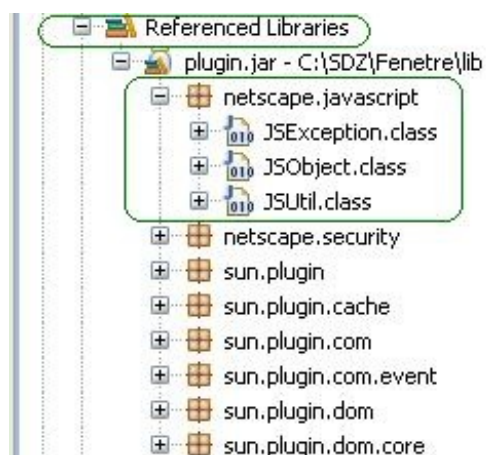 Referenced Libraries
plugin.jar - C:\SDZ\Fenetre\lib
netscape.javascript
JSException.class
JSObject.class
JSUtil.class
netscape.security
sun.plugin
sun.plugin.cache
sun.plugin.com
sun.plugin.com.event
sun.plugin.dom
sun.plugin.dom.core